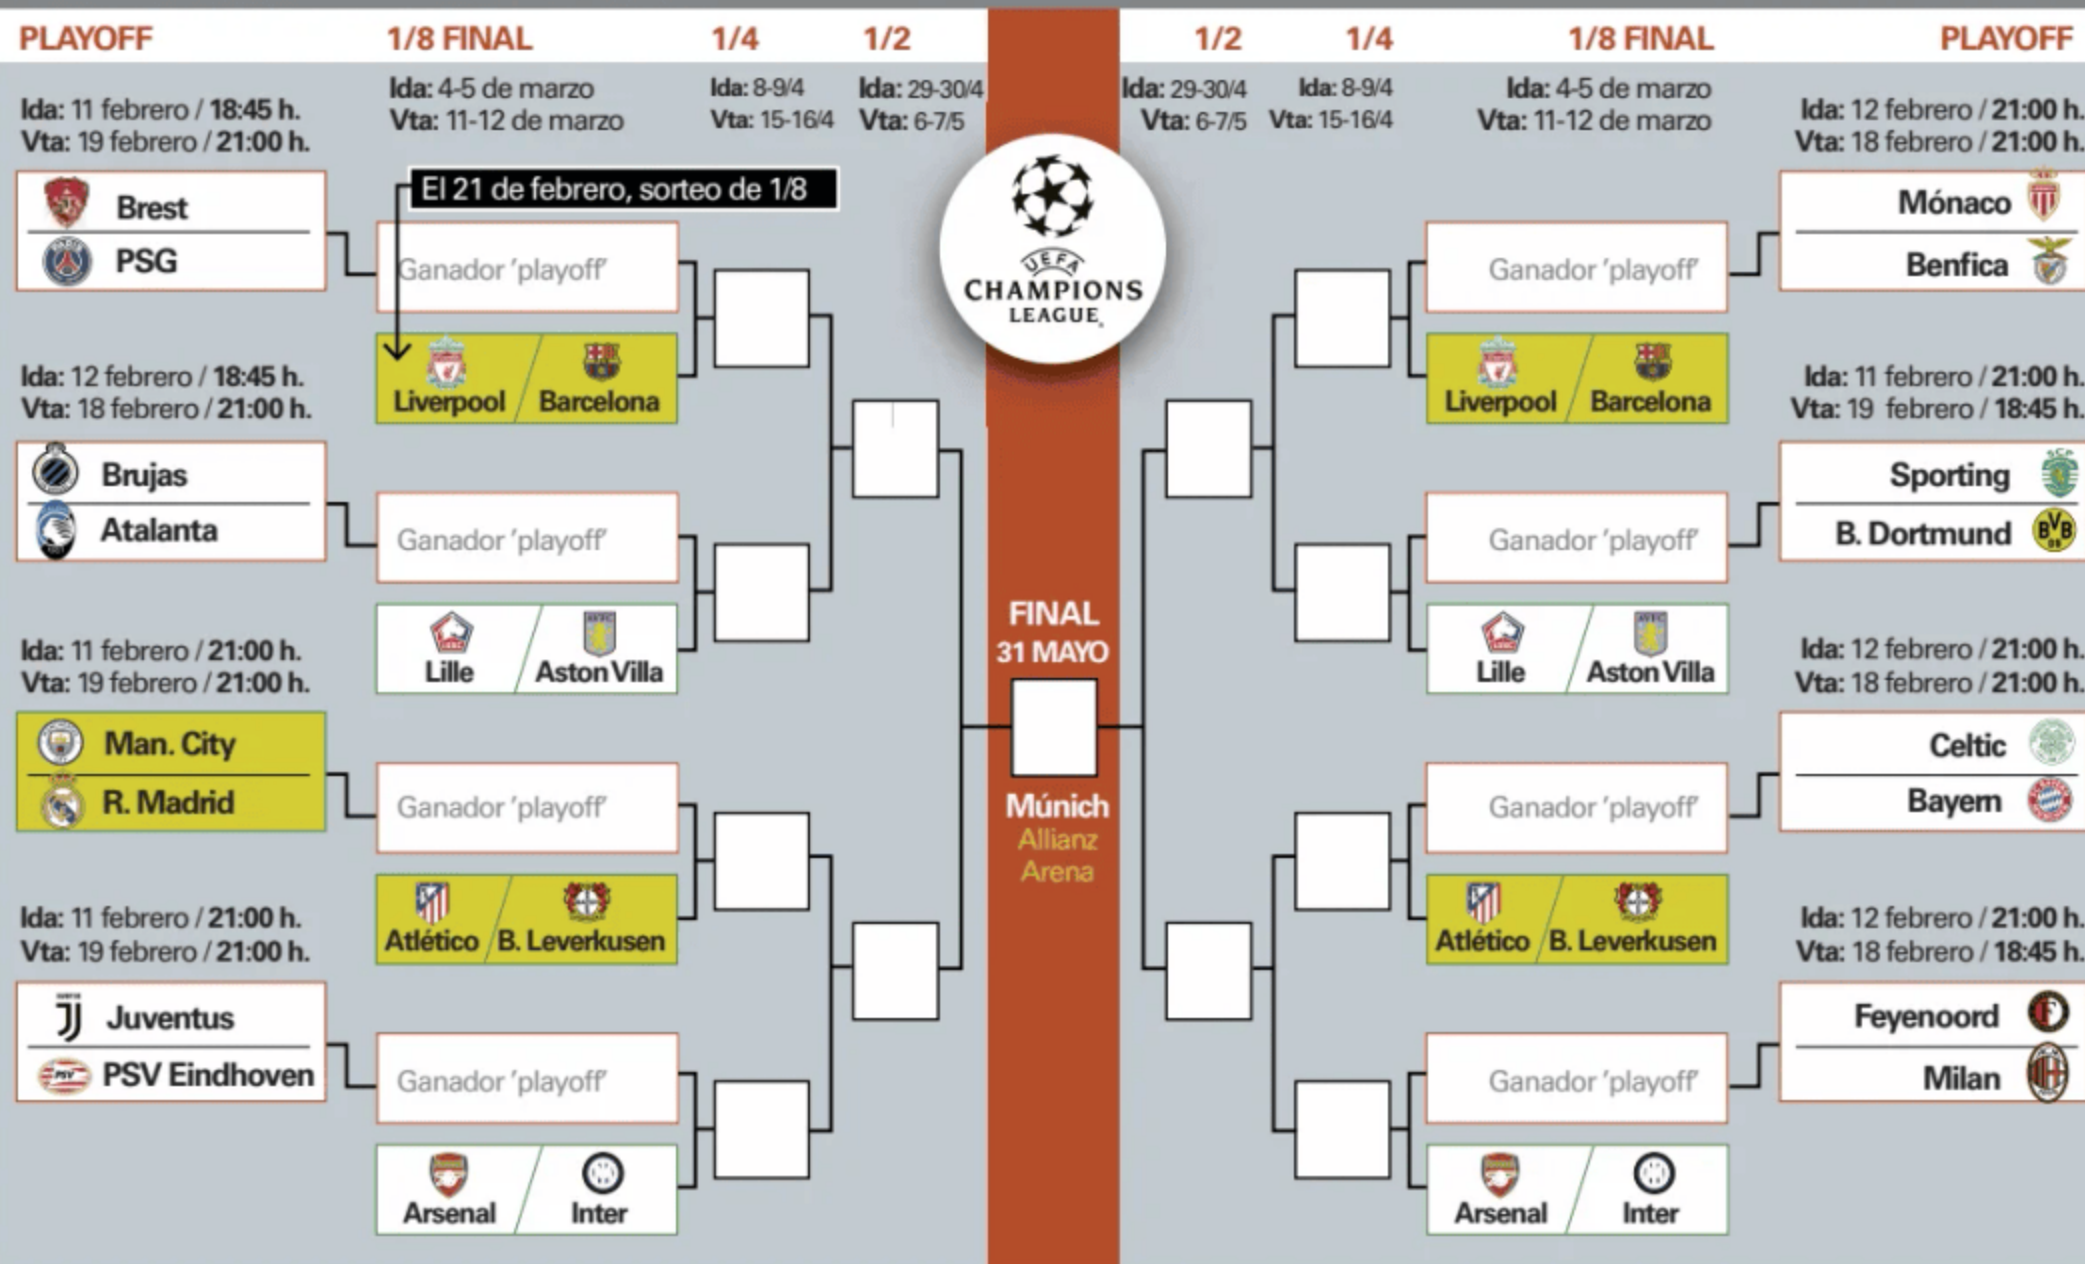 PLAYOFF
1/8 FINAL
1/4
1/2
1/2
1/4
1/8 FINAL
PLAYOFF
Ida: 11 febrero / 18:45 h.
Vta: 19 febrero / 21:00 h.
Brest
PSG
Ida: 12 febrero / 18:45 h.
Vta: 18 febrero / 21:00 h.
Brujas
Atalanta
Ida: 11 febrero / 21:00 h.
Vta: 19 febrero / 21:00 h.
Man. City
R. Madrid
Ida: 11 febrero / 21:00 h.
Vta: 19 febrero / 21:00 h.
Juventus
PSV
PSV Eindhoven
Ida: 4-5 de marzo
Vta: 11-12 de marzo
El 21 de febrero, sorteo de 1/8
Ganador 'playoff'
Liverpool
Barcelona
Ganador 'playoff'
Lille
Aston Villa
Ganador 'playoff'
Atlético
B. Leverkusen
Ganador 'playoff'
Arsenal
Inter
Ida: 8-9/4
Vta: 15-16/4
Ida: 29-30/4
Vta: 6-7/5
UEFA
CHAMPIONS
LEAGUE
FINAL
31 MAYO
Múnich
Allianz
Arena
Ida: 29-30/4
Vta: 6-7/5
Ida: 8-9/4
Vta: 15-16/4
Ida: 4-5 de marzo
Vta: 11-12 de marzo
Ganador 'playoff'
Liverpool
Barcelona
Ganador 'playoff'
Lille
Aston Villa
Ganador 'playoff'
Atlético
B. Leverkusen
Ganador 'playoff'
Arsenal
Inter
Ida: 12 febrero / 21:00 h.
Vta: 18 febrero / 21:00 h.
Mónaco
Benfica
Ida: 11 febrero / 21:00 h.
Vta: 19 febrero / 18:45 h.
Sporting
SCP
B. Dortmund
BVB
09
Ida: 12 febrero / 21:00 h.
Vta: 18 febrero / 21:00 h.
Celtic
Bayern
Ida: 12 febrero / 21:00 h.
Vta: 18 febrero / 18:45 h.
Feyenoord
Milan